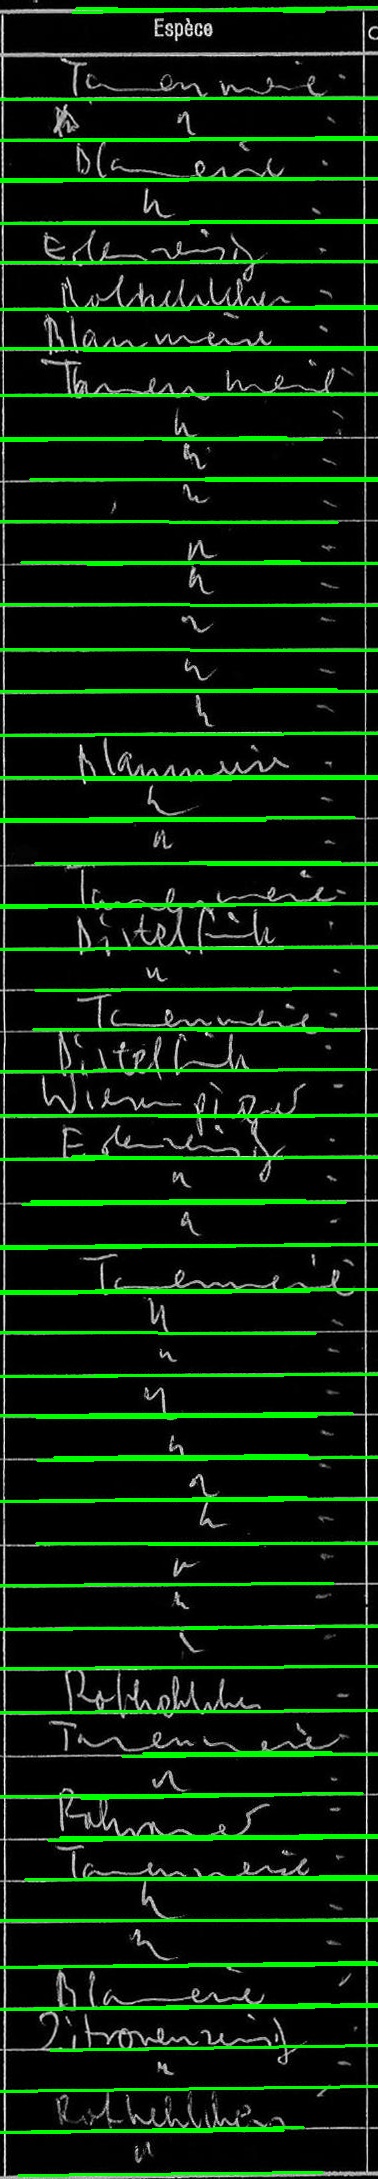 Espèce
Tannenmeise
"
Blaumeise
"
Erlenzeisig
Rotkehlchen
Blaumeise
Tannenmeise
"
"
"
"
"
"
"
"
Blaumeise
"
"
Tannenmeise
Distelfink
"
Tannenmeise
Distelfink
Wiesenpieper
Erlenzeisig
"
"
Tannenmeise
"
"
"
"
"
"
"
"
"
Rotkehlchen
Tannenmeise
"
Tannenmeise
"
"
Blaumeise
Zitronenzeisig
"
Rotkehlchen
"